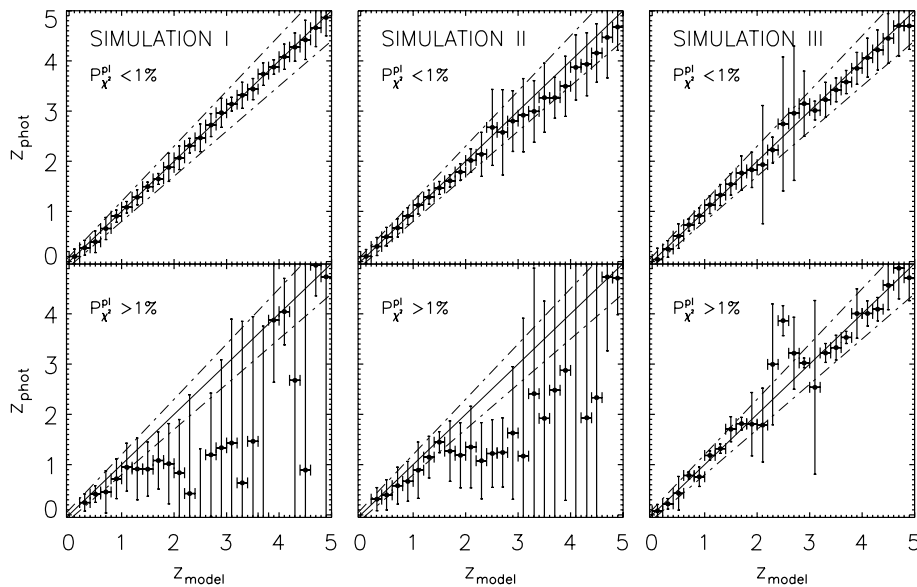 SIMULATION I
P^pl_χ² <1%
SIMULATION II
P^pl_χ² <1%
SIMULATION III
P^pl_χ² <1%
5
4
3
2
1
0
z_phot
P^pl_χ² >1%
P^pl_χ² >1%
P^pl_χ² >1%
4
3
2
1
0
z_phot
0 1 2 3 4 5
0 1 2 3 4 5
0 1 2 3 4 5
z_model
z_model
z_model